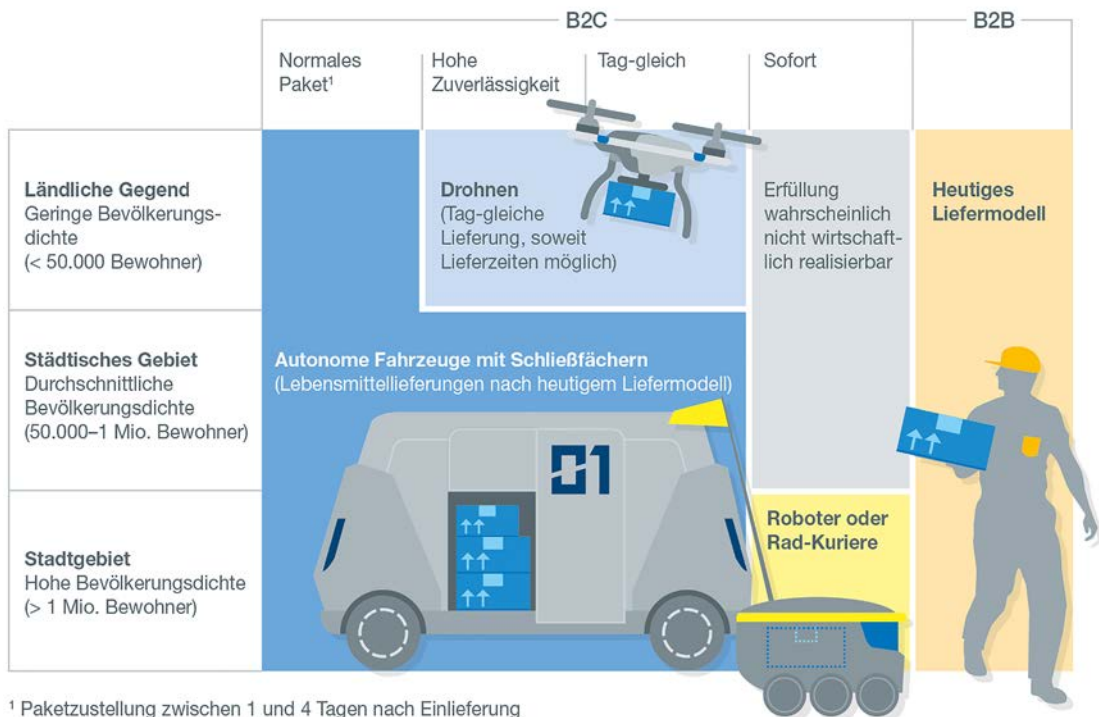 B2C
B2B
Normales
Paket¹
Hohe
Zuverlässigkeit
Tag-gleich
Sofort
Ländliche Gegend
Geringe Bevölkerungs-
dichte
(< 50.000 Bewohner)
Drohnen
(Tag-gleiche
Lieferung, soweit
Lieferzeiten möglich)
Erfüllung
wahrscheinlich
nicht wirtschaft-
lich realisierbar
Heutiges
Liefermodell
Städtisches Gebiet
Durchschnittliche
Bevölkerungsdichte
(50.000–1 Mio. Bewohner)
Autonome Fahrzeuge mit Schließfächern
(Lebensmittellieferungen nach heutigem Liefermodell)
01
Stadtgebiet
Hohe Bevölkerungsdichte
(> 1 Mio. Bewohner)
Roboter oder
Rad-Kuriere
¹ Paketzustellung zwischen 1 und 4 Tagen nach Einlieferung